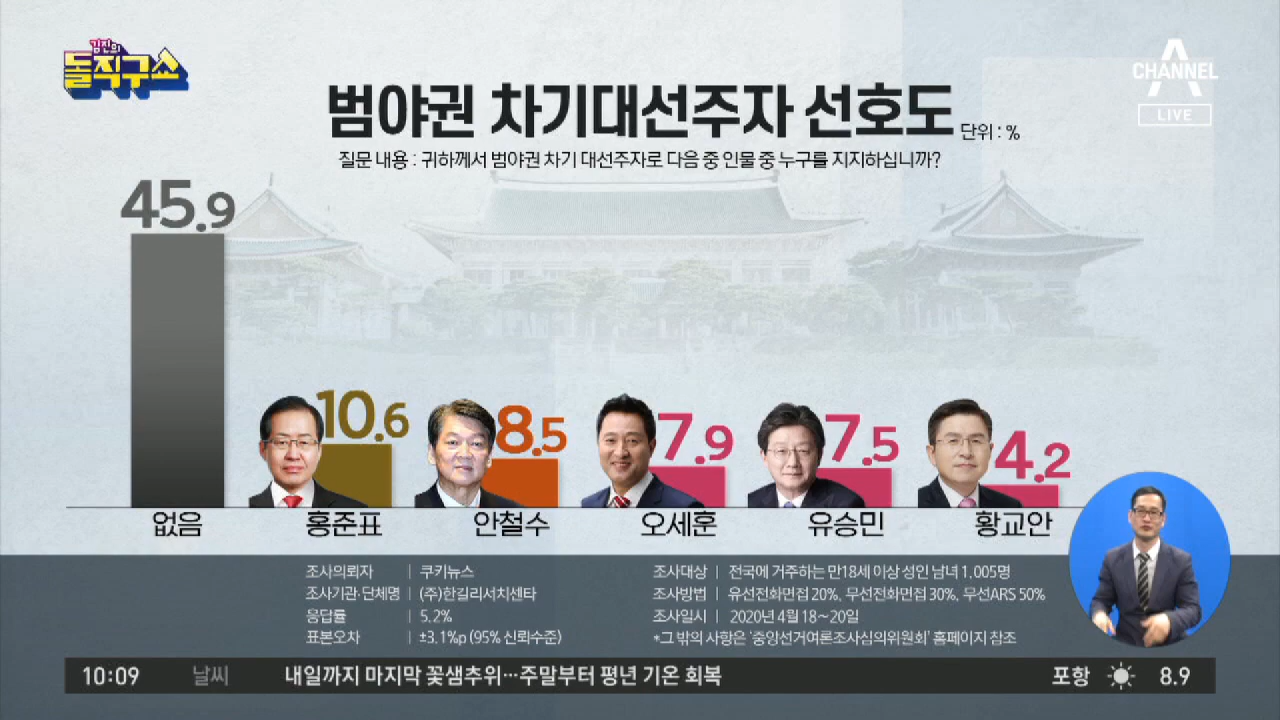 김진의
돌직구쇼
CHANNEL A
LIVE
범야권 차기대선주자 선호도 단위 : %
질문 내용 : 귀하께서 범야권 차기 대선주자로 다음 중 인물 중 누구를 지지하십니까?
45.9
10.6
8.5
7.9
7.5
4.2
없음
홍준표
안철수
오세훈
유승민
황교안
조사의뢰자 | 쿠키뉴스
조사기관·단체명 | (주)한길리서치센타
응답률 | 5.2%
표본오차 | ±3.1%p (95% 신뢰수준)
조사대상 | 전국에 거주하는 만18세 이상 성인 남녀 1,005명
조사방법 | 유선전화면접 20%, 무선전화면접 30%, 무선ARS 50%
조사일시 | 2020년 4월 18~20일
*그 밖의 사항은 '중앙선거여론조사심의위원회' 홈페이지 참조
10:09 날씨 내일까지 마지막 꽃샘추위…주말부터 평년 기온 회복 포항 8.9